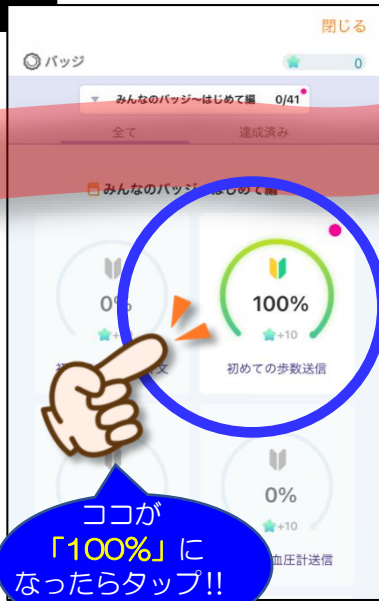 閉じる
バッジ
0
みんなのバッジ〜はじめて編 0/41
全て
達成済み
みんなのバッジ
0%
100%
+10
初めての歩数送信
0%
+10
血圧計送信
ココが
「100%」に
なったらタップ!!